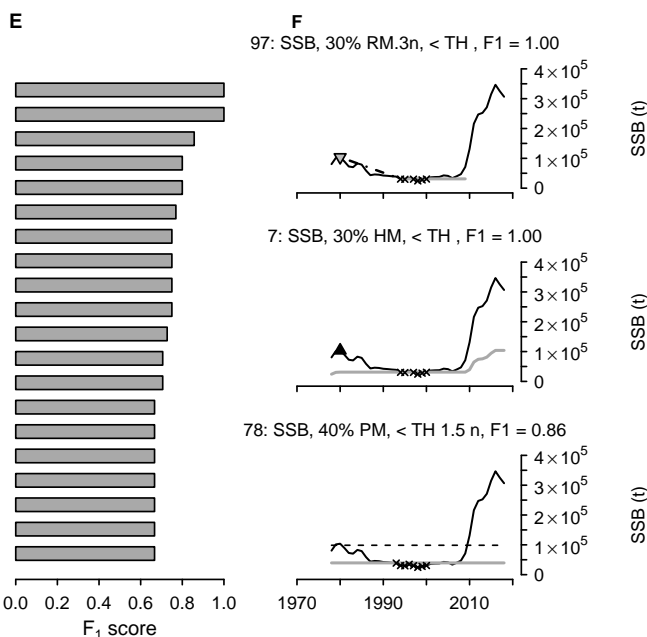 E
0.0 0.2 0.4 0.6 0.8 1.0
F₁ score
F
97: SSB, 30% RM.3n, < TH , F1 = 1.00
4 × 10⁵
3 × 10⁵
2 × 10⁵
1 × 10⁵
0
SSB (t)
7: SSB, 30% HM, < TH , F1 = 1.00
4 × 10⁵
3 × 10⁵
2 × 10⁵
1 × 10⁵
0
SSB (t)
78: SSB, 40% PM, < TH 1.5 n, F1 = 0.86
4 × 10⁵
3 × 10⁵
2 × 10⁵
1 × 10⁵
0
SSB (t)
1970 1990 2010